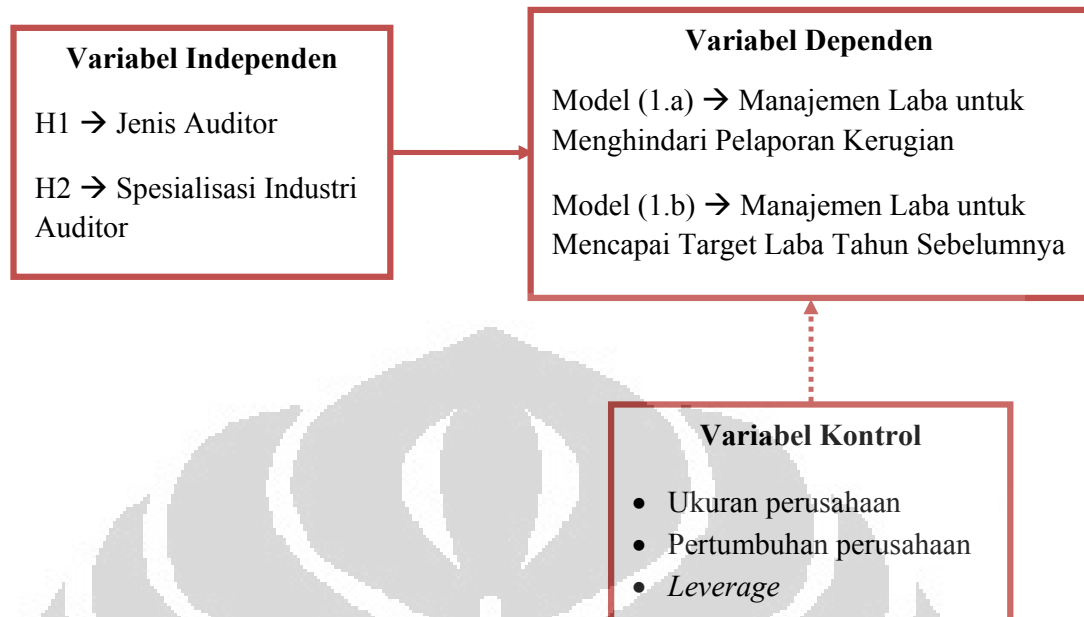 Variabel Independen
H1 → Jenis Auditor
H2 → Spesialisasi Industri
Auditor
Variabel Dependen
Model (1.a) → Manajemen Laba untuk
Menghindari Pelaporan Kerugian
Model (1.b) → Manajemen Laba untuk
Mencapai Target Laba Tahun Sebelumnya
Variabel Kontrol
• Ukuran perusahaan
• Pertumbuhan perusahaan
• Leverage